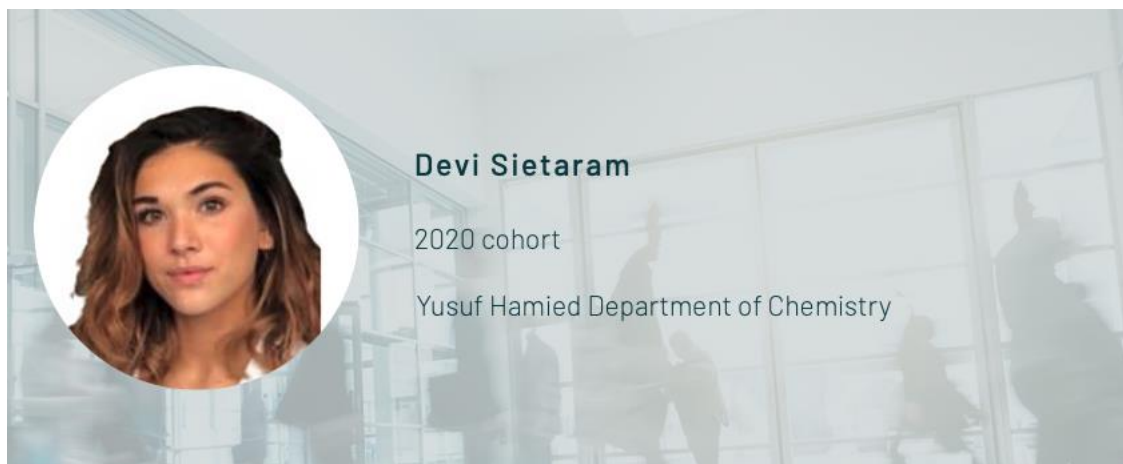 Devi Sietaram
2020 cohort
Yusuf Hamied Department of Chemistry